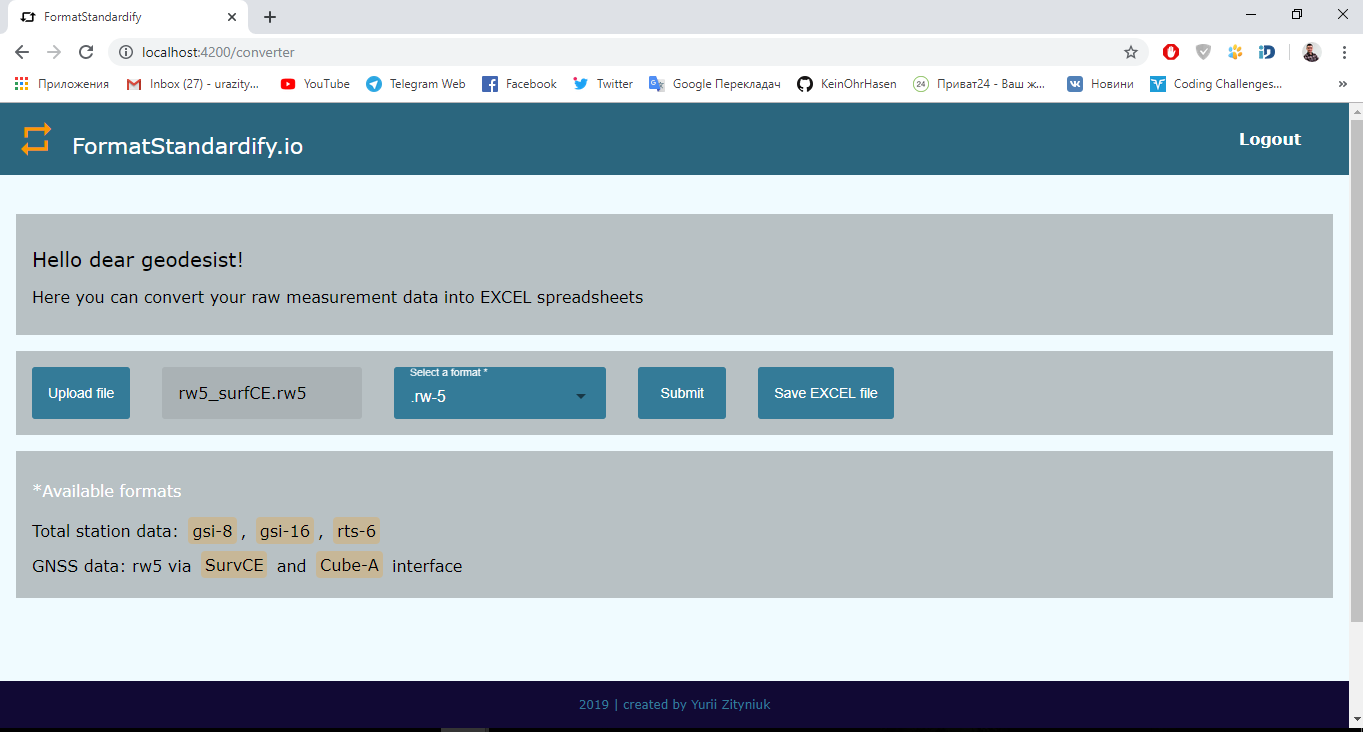 FormatStandardify
localhost:4200/converter
Приложения Inbox (27) - urazity... YouTube Telegram Web Facebook Twitter Google Перекладач KeinOhrHasen 24 Приват24 - Ваш ж... Новини Coding Challenges... »
FormatStandardify.io
Logout
Hello dear geodesist!
Here you can convert your raw measurement data into EXCEL spreadsheets
Select a format *
Upload file rw5_surfCE.rw5 .rw-5 Submit Save EXCEL file
*Available formats
Total station data: gsi-8 , gsi-16 , rts-6
GNSS data: rw5 via SurvCE and Cube-A interface
2019 | created by Yurii Zityniuk